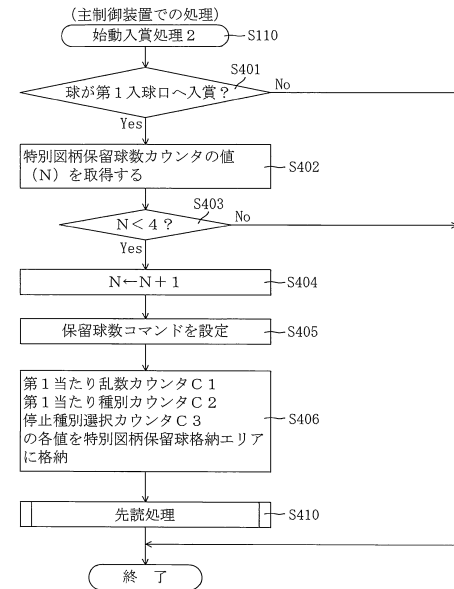 (主制御装置での処理)
始動入賞処理2 S110
S401
球が第1入球口へ入賞? No
Yes
特別図柄保留球数カウンタの値
(N)を取得する S402
S403
N<4? No
Yes
N←N+1 S404
保留球数コマンドを設定 S405
第1当たり乱数カウンタC1
第1当たり種別カウンタC2
停止種別選択カウンタC3
の各値を特別図柄保留球格納エリア
に格納 S406
先読処理 S410
終 了